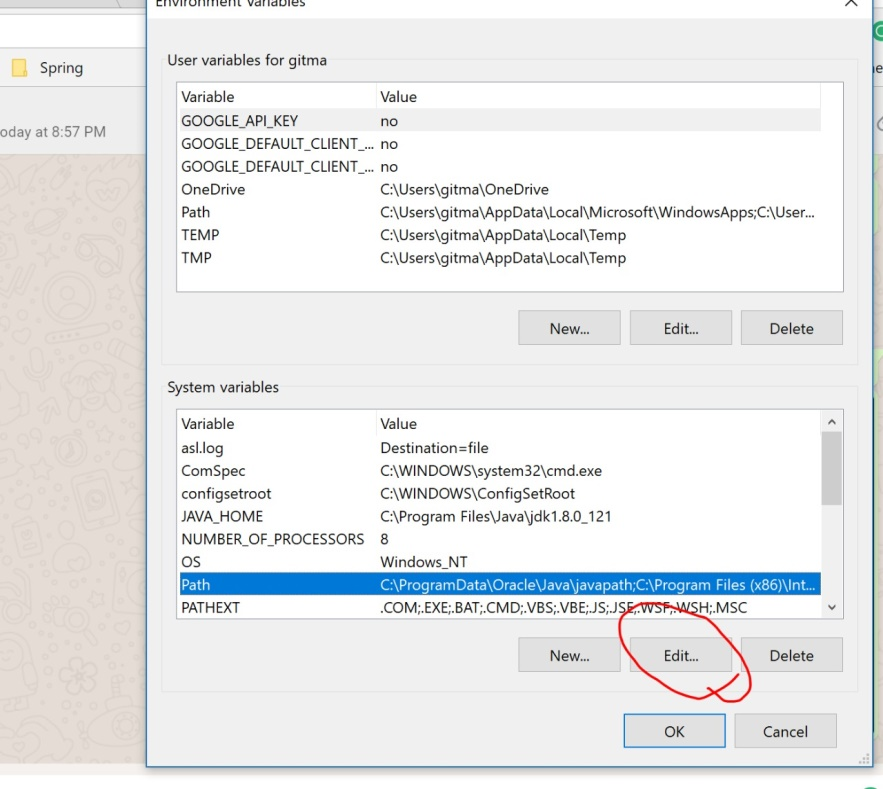 Environment Variables
User variables for gitma
Spring
Variable Value
GOOGLE_API_KEY no
oday at 8:57 PM
GOOGLE_DEFAULT_CLIENT_... no
GOOGLE_DEFAULT_CLIENT_... no
OneDrive C:\Users\gitma\OneDrive
Path C:\Users\gitma\AppData\Local\Microsoft\WindowsApps;C:\User...
TEMP C:\Users\gitma\AppData\Local\Temp
TMP C:\Users\gitma\AppData\Local\Temp
New... Edit... Delete
System variables
Variable Value
asl.log Destination=file
ComSpec C:\WINDOWS\system32\cmd.exe
configsetroot C:\WINDOWS\ConfigSetRoot
JAVA_HOME C:\Program Files\Java\jdk1.8.0_121
NUMBER_OF_PROCESSORS 8
OS Windows_NT
Path C:\ProgramData\Oracle\Java\javapath;C:\Program Files (x86)\Int...
PATHEXT .COM;.EXE;.BAT;.CMD;.VBS;.VBE;.JS;.JSE;.WSF;.WSH;.MSC
New... Edit... Delete
OK Cancel